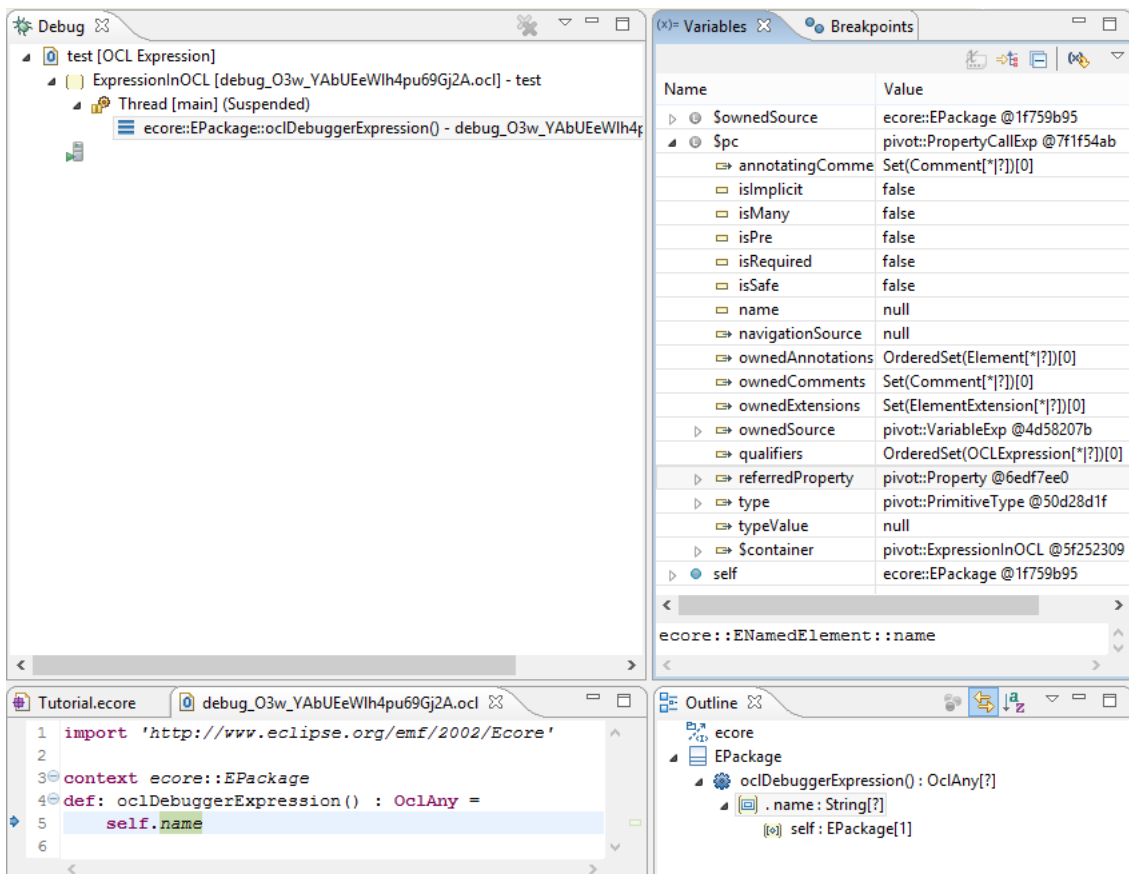 Debug
test [OCL Expression]
ExpressionInOCL [debug_O3w_YAbUEeWlh4pu69Gj2A.ocl] - test
Thread [main] (Suspended)
ecore::EPackage::oclDebuggerExpression() - debug_O3w_YAbUEeWlh4p
(x)= Variables Breakpoints
Name Value
$ownedSource ecore::EPackage @1f759b95
$pc pivot::PropertyCallExp @7f1f54ab
annotatingComme Set(Comment[*|?])[0]
isImplicit false
isMany false
isPre false
isRequired false
isSafe false
name null
navigationSource null
ownedAnnotations OrderedSet(Element[*|?])[0]
ownedComments Set(Comment[*|?])[0]
ownedExtensions Set(ElementExtension[*|?])[0]
ownedSource pivot::VariableExp @4d58207b
qualifiers OrderedSet(OCLExpression[*|?])[0]
referredProperty pivot::Property @6edf7ee0
type pivot::PrimitiveType @50d28d1f
typeValue null
$container pivot::ExpressionInOCL @5f252309
self ecore::EPackage @1f759b95
ecore::ENamedElement::name
Tutorial.ecore debug_O3w_YAbUEeWlh4pu69Gj2A.ocl
1 import 'http://www.eclipse.org/emf/2002/Ecore'
2
3 context ecore::EPackage
4 def: oclDebuggerExpression() : OclAny =
5 self.name
6
Outline
ecore
EPackage
oclDebuggerExpression() : OclAny[?]
. name : String[?]
self : EPackage[1]